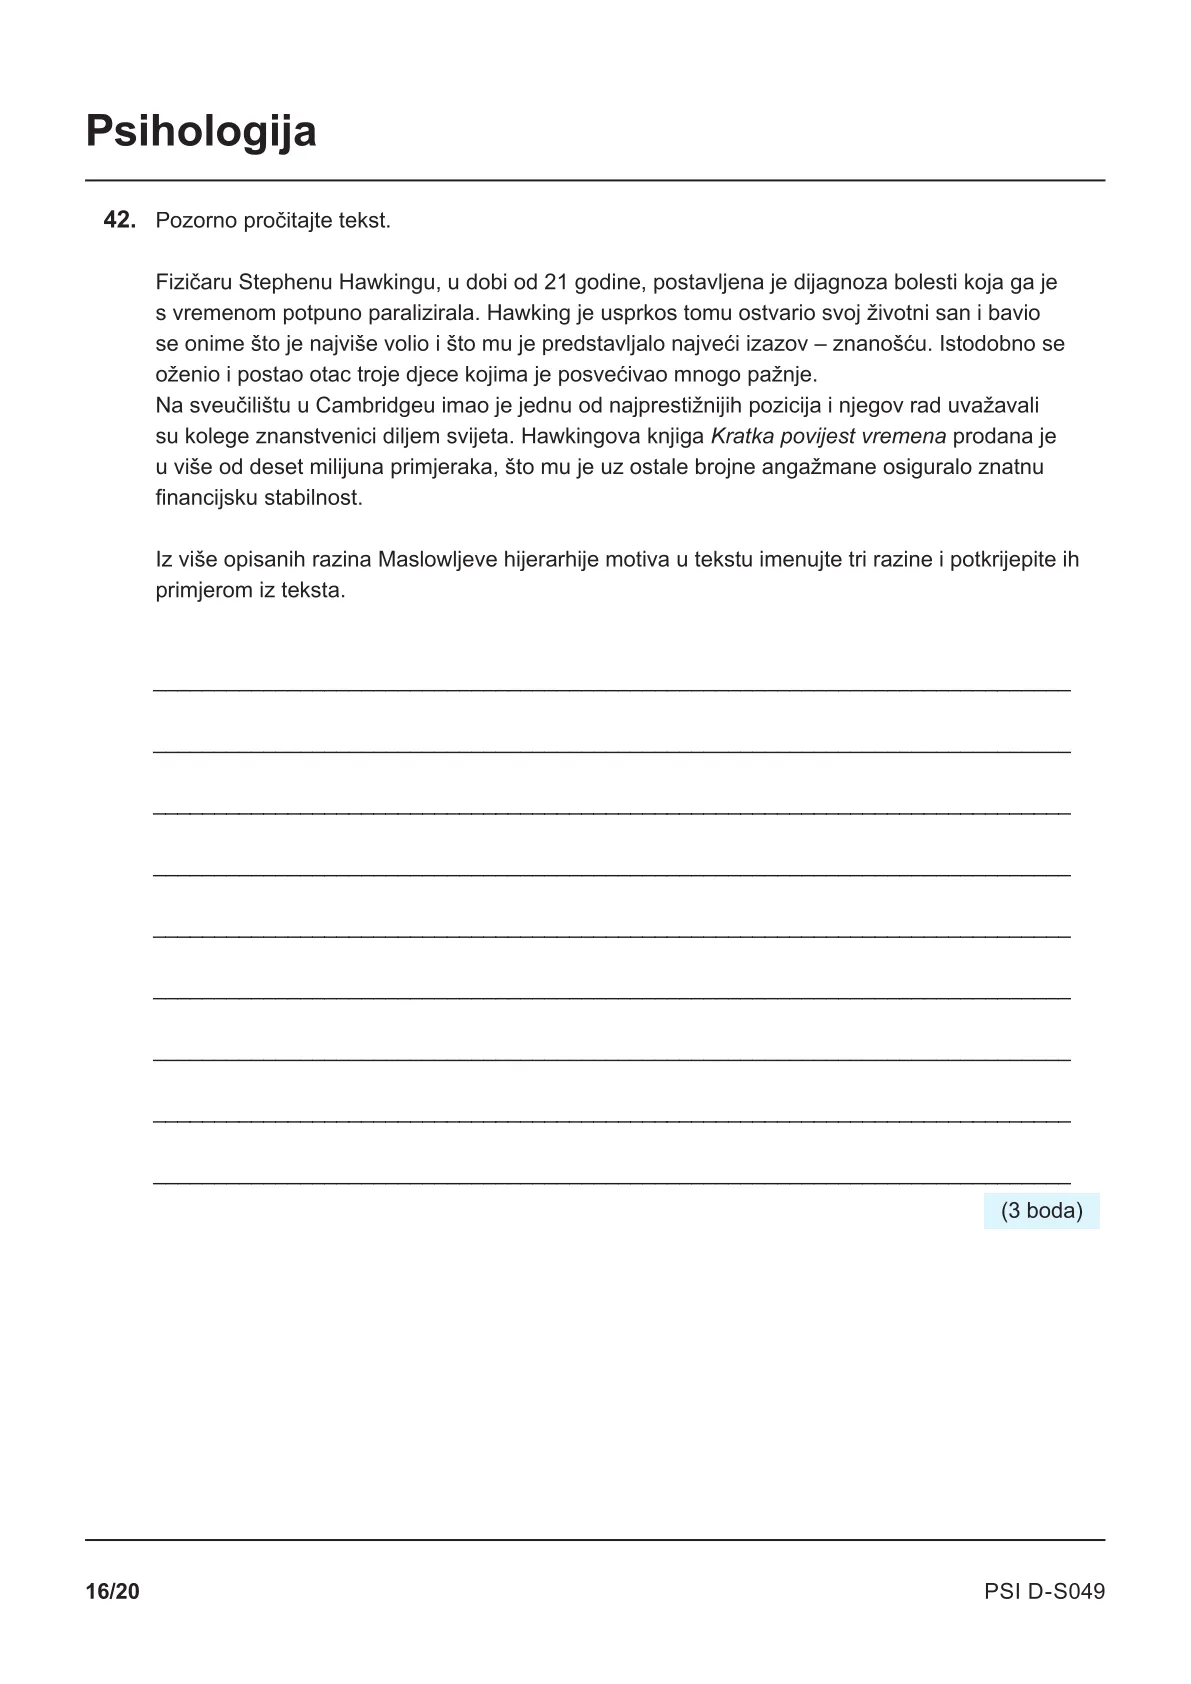 Psihologija
42. Pozorno pročitajte tekst.
Fizičaru Stephenu Hawkingu, u dobi od 21 godine, postavljena je dijagnoza bolesti koja ga je
s vremenom potpuno paralizirala. Hawking je usprkos tomu ostvario svoj životni san i bavio
se onime što je najviše volio i što mu je predstavljalo najveći izazov – znanošću. Istodobno se
oženio i postao otac troje djece kojima je posvećivao mnogo pažnje.
Na sveučilištu u Cambridgeu imao je jednu od najprestižnijih pozicija i njegov rad uvažavali
su kolege znanstvenici diljem svijeta. Hawkingova knjiga Kratka povijest vremena prodana je
u više od deset milijuna primjeraka, što mu je uz ostale brojne angažmane osiguralo znatnu
financijsku stabilnost.
Iz više opisanih razina Maslowljeve hijerarhije motiva u tekstu imenujte tri razine i potkrijepite ih
primjerom iz teksta.
(3 boda)
16/20
PSI D-S049